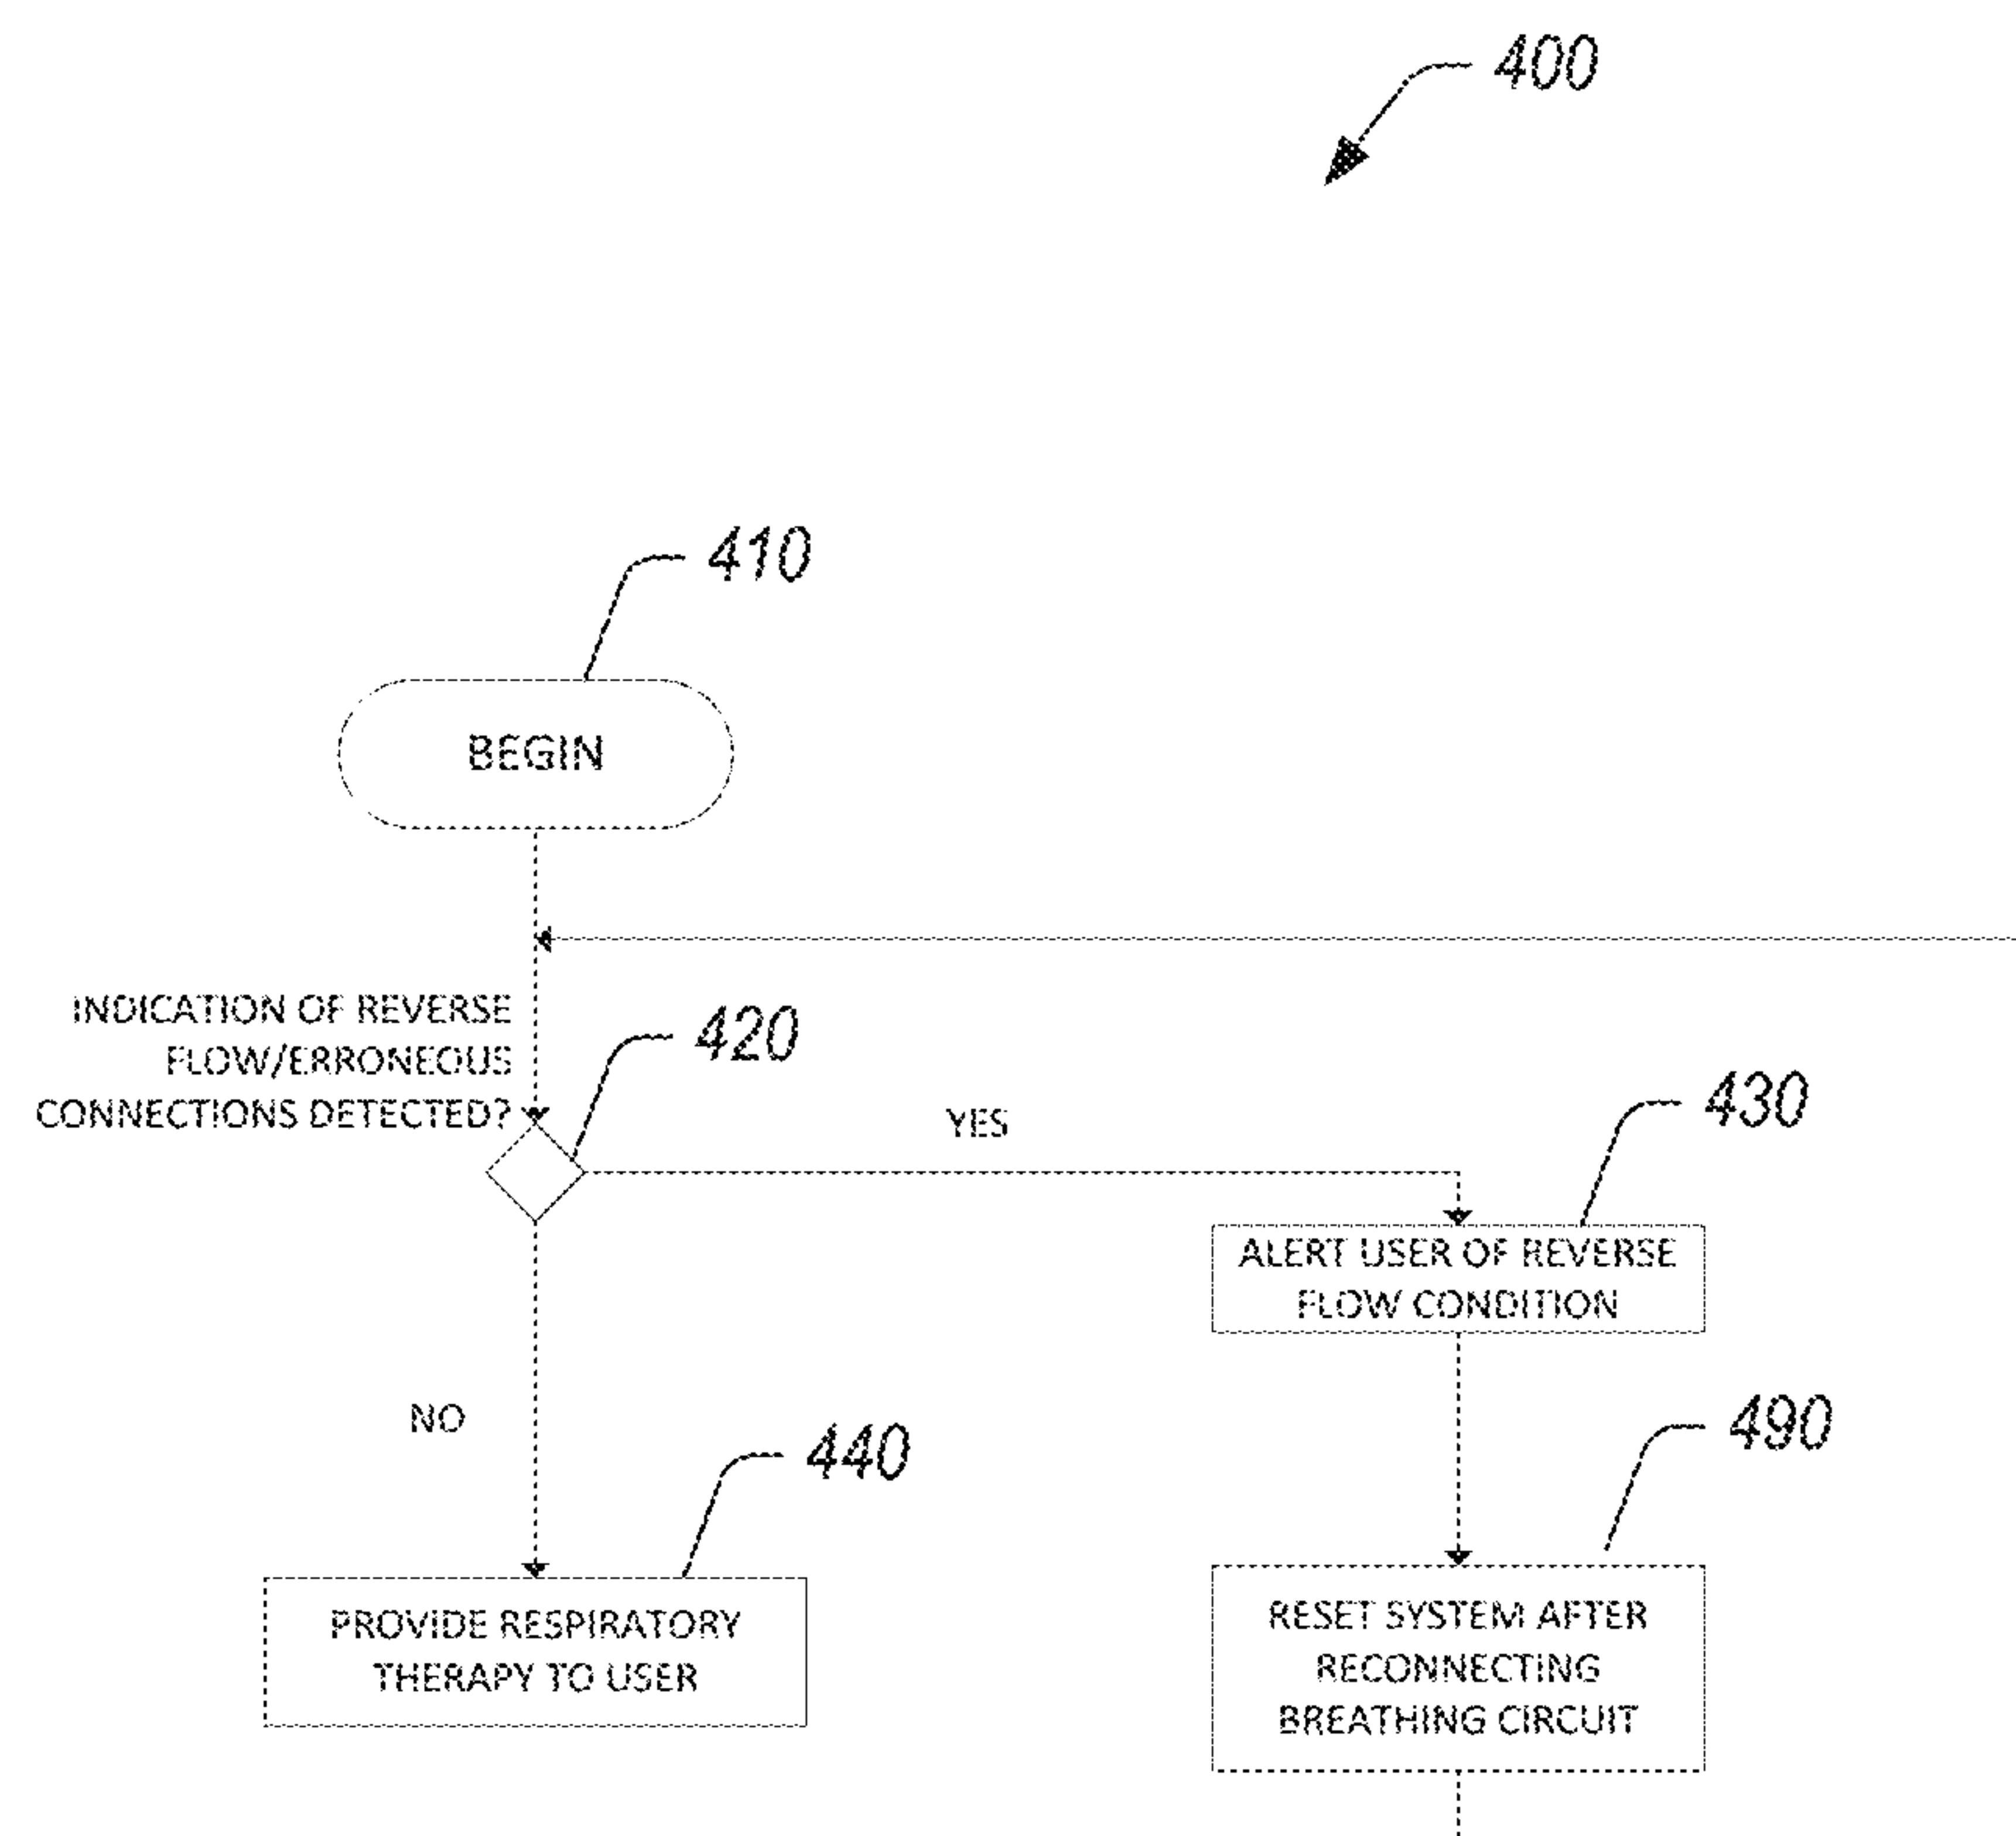 400
410
BEGIN
INDICATION OF REVERSE
FLOW/ERRONEOUS
CONNECTIONS DETECTED?
420
YES
430
ALERT USER OF REVERSE
FLOW CONDITION
NO
440
490
PROVIDE RESPIRATORY
THERAPY TO USER
RESET SYSTEM AFTER
RECONNECTING
BREATHING CIRCUIT